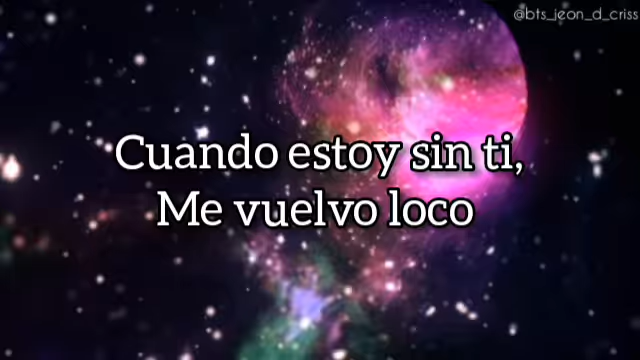 @bts_jeon_d_criss
Cuando estoy sin ti,
Me vuelvo loco